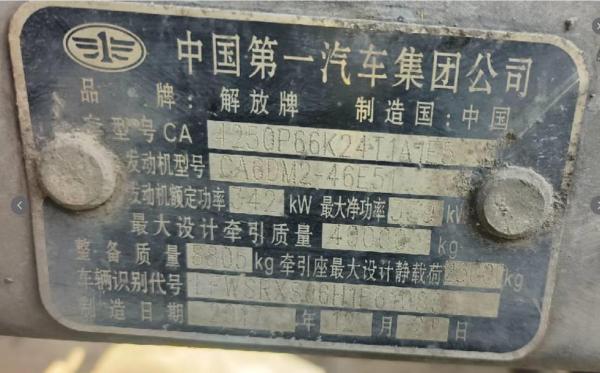 中国第一汽车集团公司
品 牌: 解放牌 制造国: 中国
车型号 CA 4250P66K24T1A1E5
发动机型号 CA6DM2-46E51
发动机额定功率 342 kW 最大净功率 kW
最大设计牵引质量 kg
整备质量 8805 kg 牵引座最大设计静载荷 kg
车辆识别代号
制造日期 年 月 日